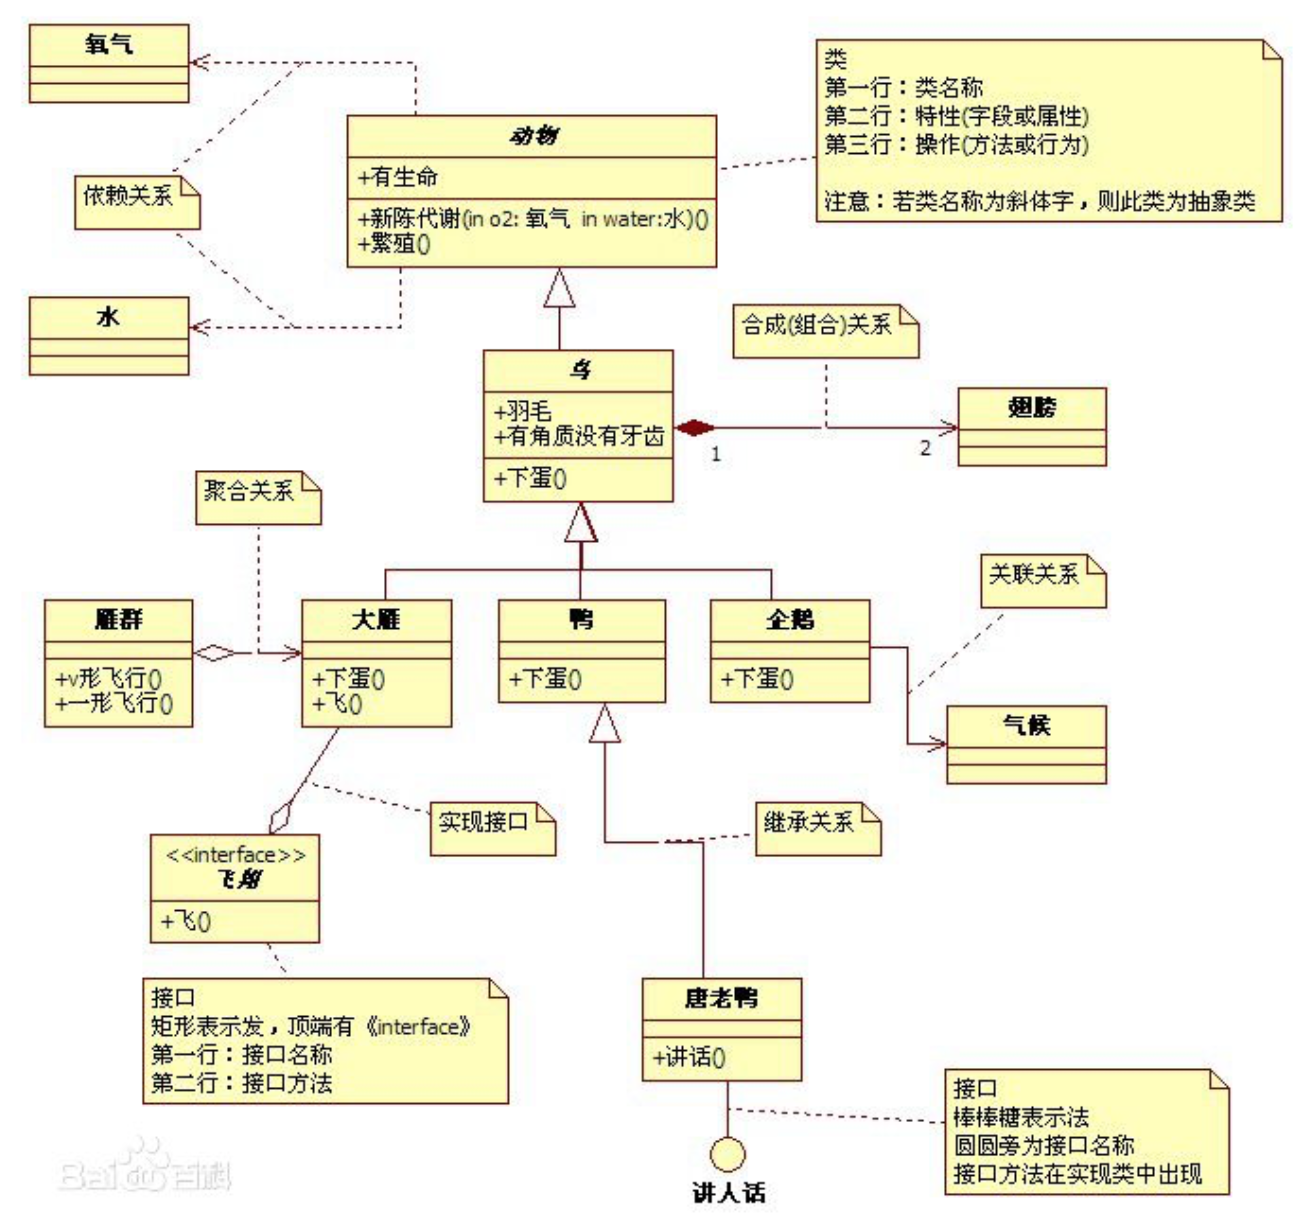 氧气
类
第一行：类名称
第二行：特性(字段或属性)
第三行：操作(方法或行为)
注意：若类名称为斜体字，则此类为抽象类
动物
+有生命
+新陈代谢(in o2: 氧气  in water:水)()
+繁殖()
依赖关系
水
合成(组合)关系
鸟
+羽毛
+有角质没有牙齿
+下蛋()
1
2
翅膀
聚合关系
关联关系
雁群
+v形飞行()
+一形飞行()
大雁
+下蛋()
+飞()
鸭
+下蛋()
企鹅
+下蛋()
气候
实现接口
继承关系
<<interface>>
飞翔
+飞()
接口
矩形表示发，顶端有《interface》
第一行：接口名称
第二行：接口方法
唐老鸭
+讲话()
接口
棒棒糖表示法
圆圆旁为接口名称
接口方法在实现类中出现
讲人话
Bai du 百科